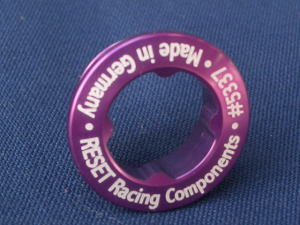 RESET Racing Components • #5337 • Made in Germany •